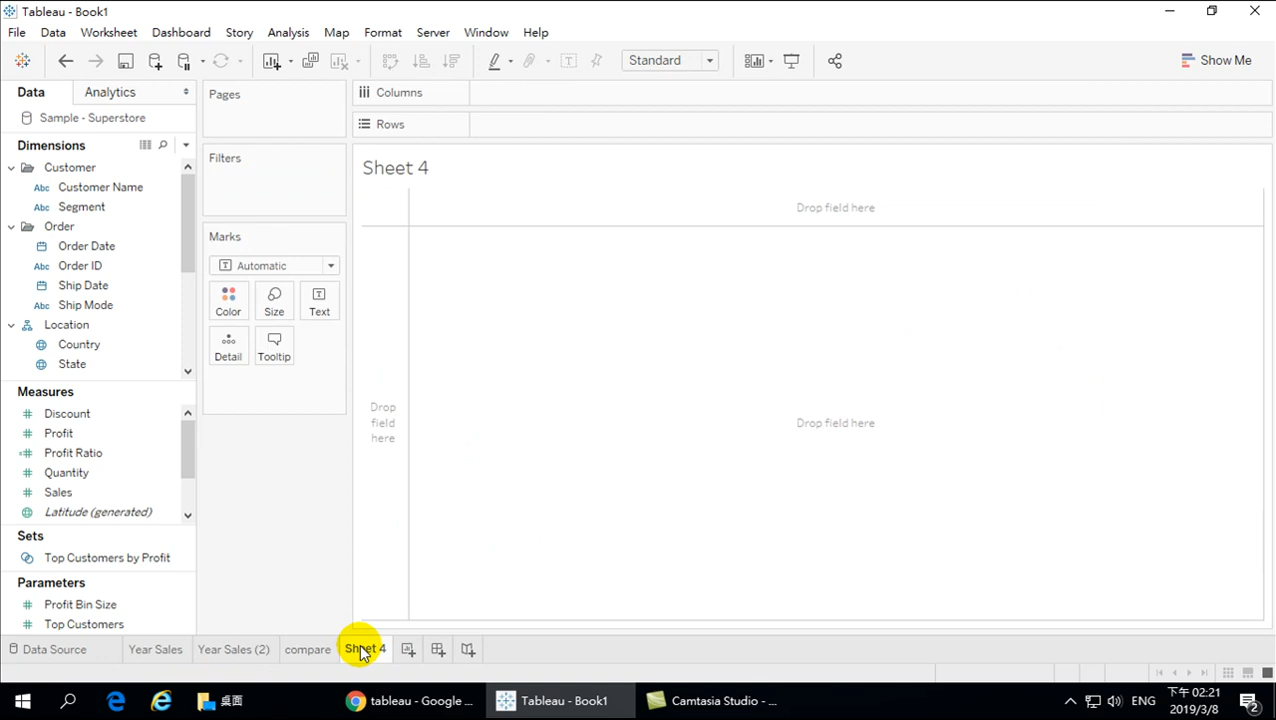 Tableau - Book1
File Data Worksheet Dashboard Story Analysis Map Format Server Window Help
Standard
Show Me
Data Analytics
Sample - Superstore
Dimensions
Customer
Abc Customer Name
Abc Segment
Order
Order Date
Abc Order ID
Ship Date
Abc Ship Mode
Location
Country
State
Measures
Discount
Profit
Profit Ratio
Quantity
Sales
Latitude (generated)
Sets
Top Customers by Profit
Parameters
Profit Bin Size
Top Customers
Pages
Filters
Marks
Automatic
Color Size Text
Detail Tooltip
Columns
Rows
Sheet 4
Drop field here
Drop
field
here
Drop field here
Data Source Year Sales Year Sales (2) compare Sheet 4
桌面 tableau - Google ... Tableau - Book1 Camtasia Studio - ... ENG
下午 02:21
2019/3/8
2